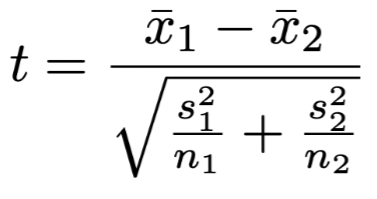 t = \frac{\bar{x}_1 - \bar{x}_2}{\sqrt{\frac{s_1^2}{n_1} + \frac{s_2^2}{n_2}}}